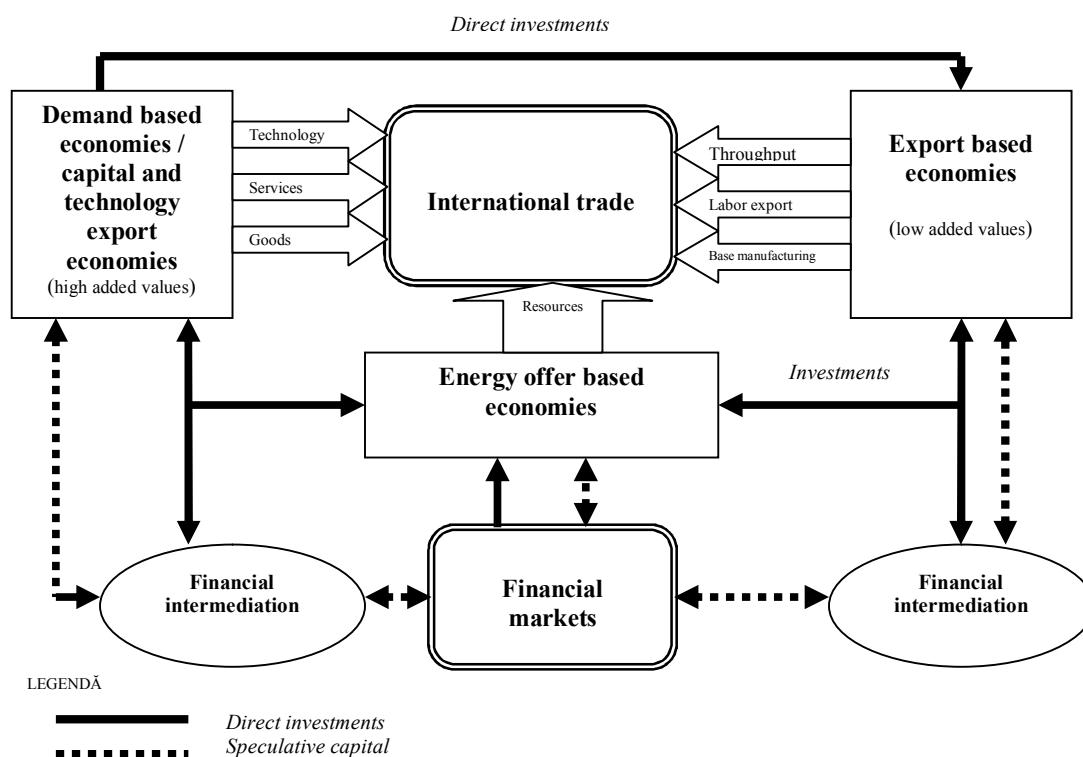 Direct investments
Demand based
economies /
capital and
technology
export
economies
(high added values)
Technology
Services
Goods
International trade
Throughput
Labor export
Base manufacturing
Export based
economies
(low added values)
Resources
Energy offer based
economies
Investments
Financial
intermediation
Financial
markets
Financial
intermediation
LEGENDĂ
Direct investments
Speculative capital